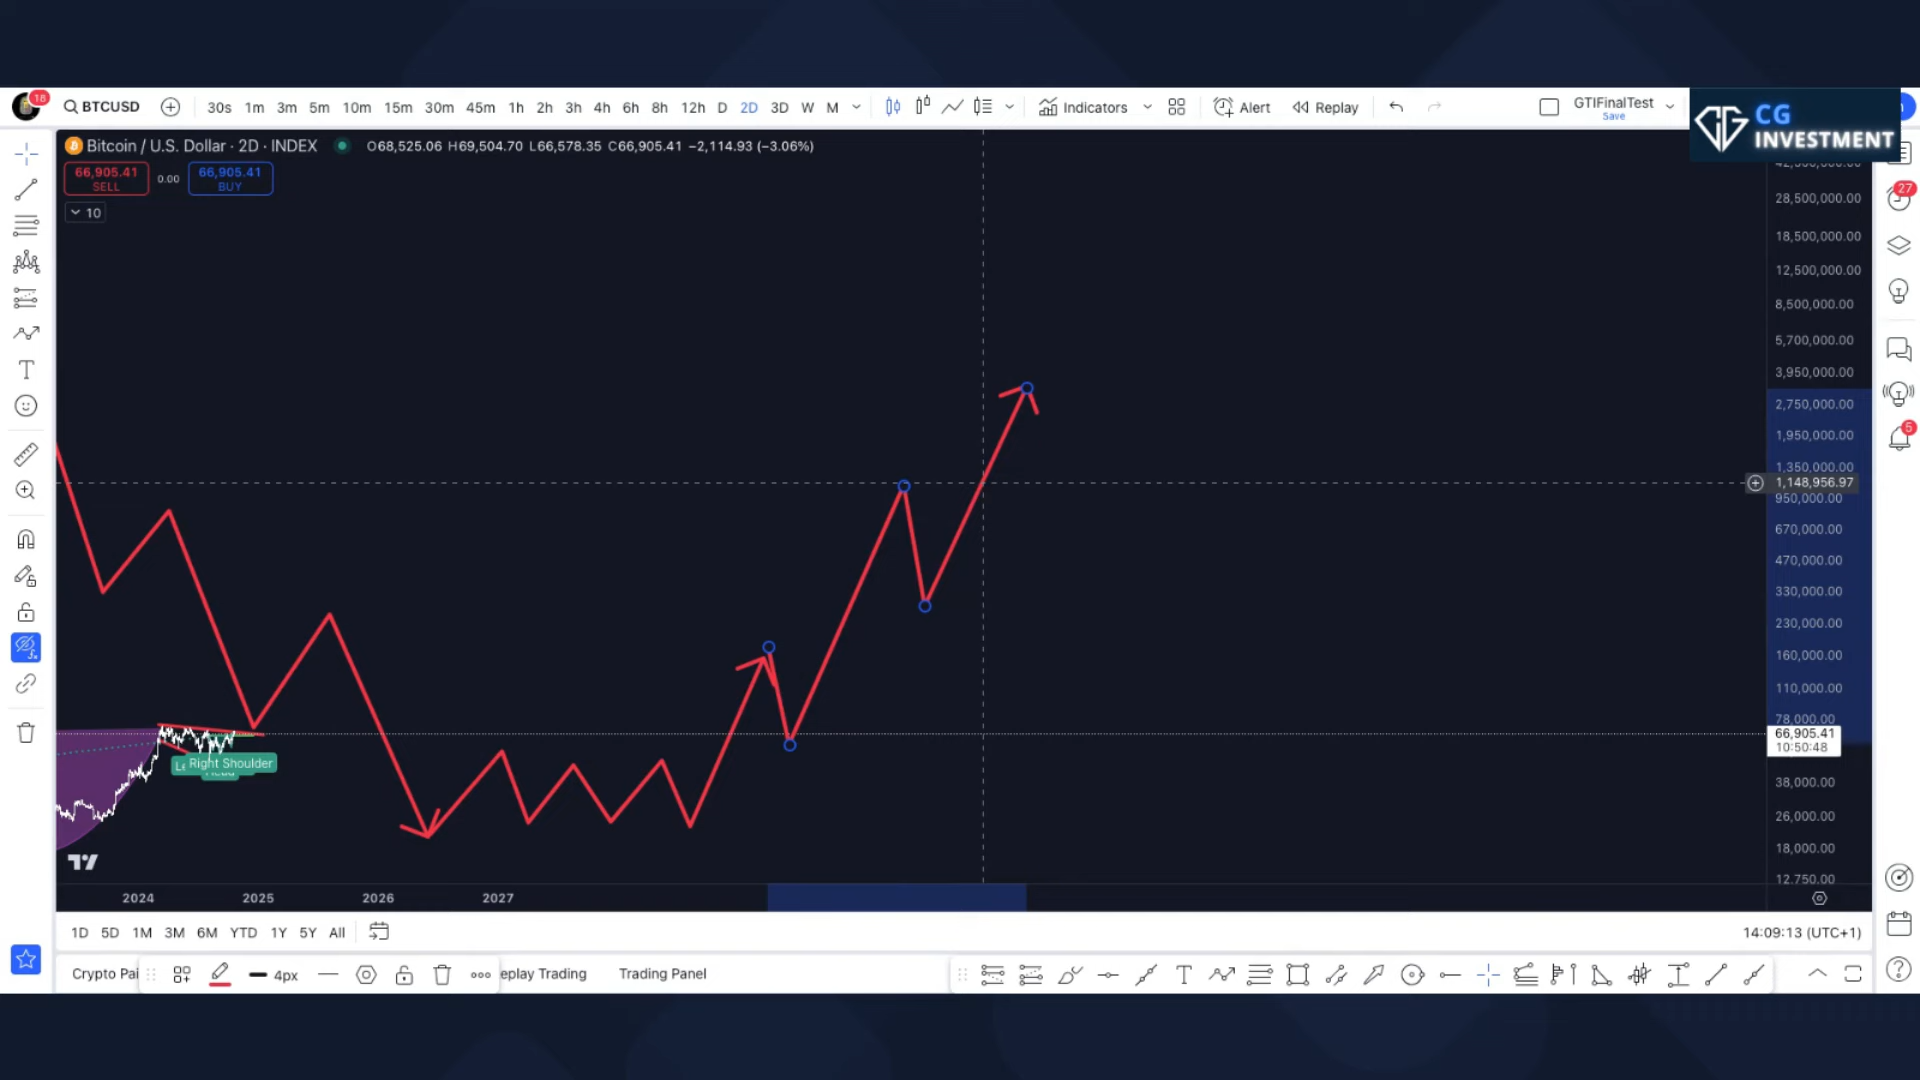 18
BTCUSD
30s 1m 3m 5m 10m 15m 30m 45m 1h 2h 3h 4h 6h 8h 12h D 2D 3D W M
Indicators
Alert
Replay
GTIFinalTest
Save
CG
INVESTMENT
Bitcoin / U.S. Dollar · 2D · INDEX
O68,525.06 H69,504.70 L66,578.35 C66,905.41 −2,114.93 (−3.06%)
66,905.41
SELL
0.00
66,905.41
BUY
10
28,500,000.00
18,500,000.00
12,500,000.00
8,500,000.00
5,700,000.00
3,950,000.00
2,750,000.00
1,950,000.00
1,350,000.00
1,148,956.97
950,000.00
670,000.00
470,000.00
330,000.00
230,000.00
160,000.00
110,000.00
78,000.00
66,905.41
10:50:48
38,000.00
26,000.00
18,000.00
12,750.00
27
5
Right Shoulder
2024 2025 2026 2027
1D 5D 1M 3M 6M YTD 1Y 5Y All
14:09:13 (UTC+1)
Crypto Pai
4px
eplay Trading
Trading Panel